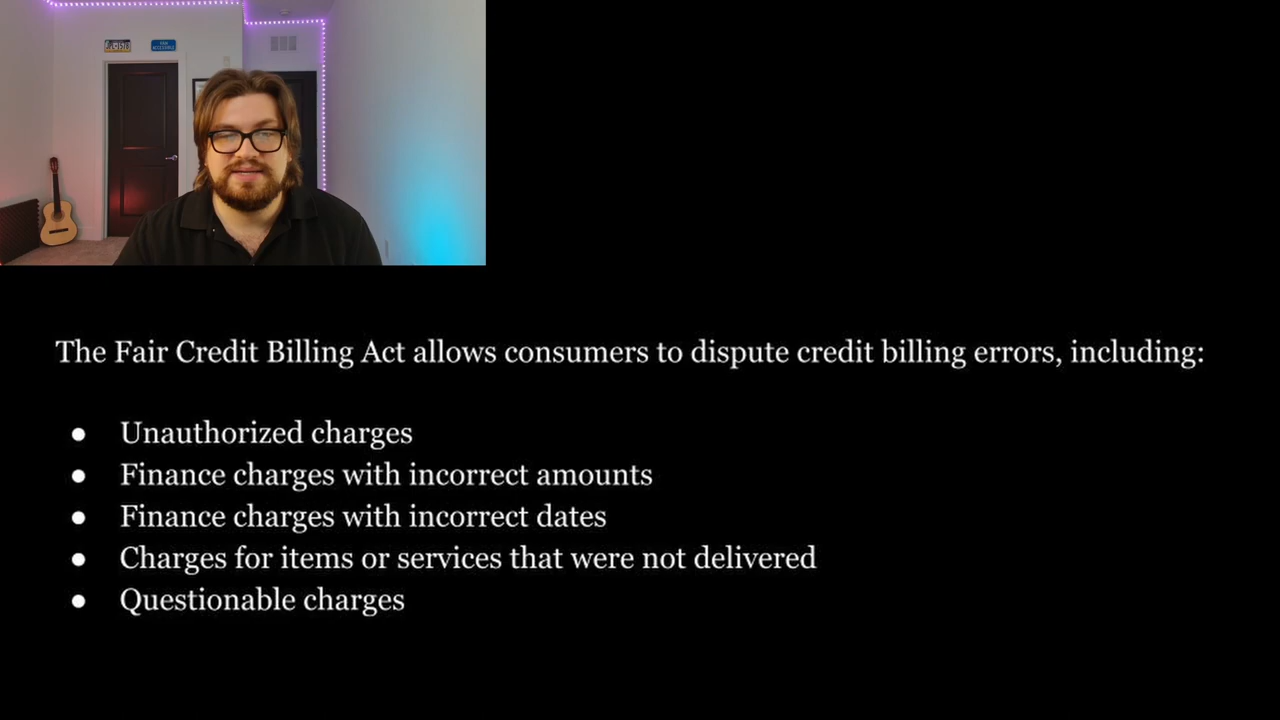 The Fair Credit Billing Act allows consumers to dispute credit billing errors, including:
● Unauthorized charges
● Finance charges with incorrect amounts
● Finance charges with incorrect dates
● Charges for items or services that were not delivered
● Questionable charges